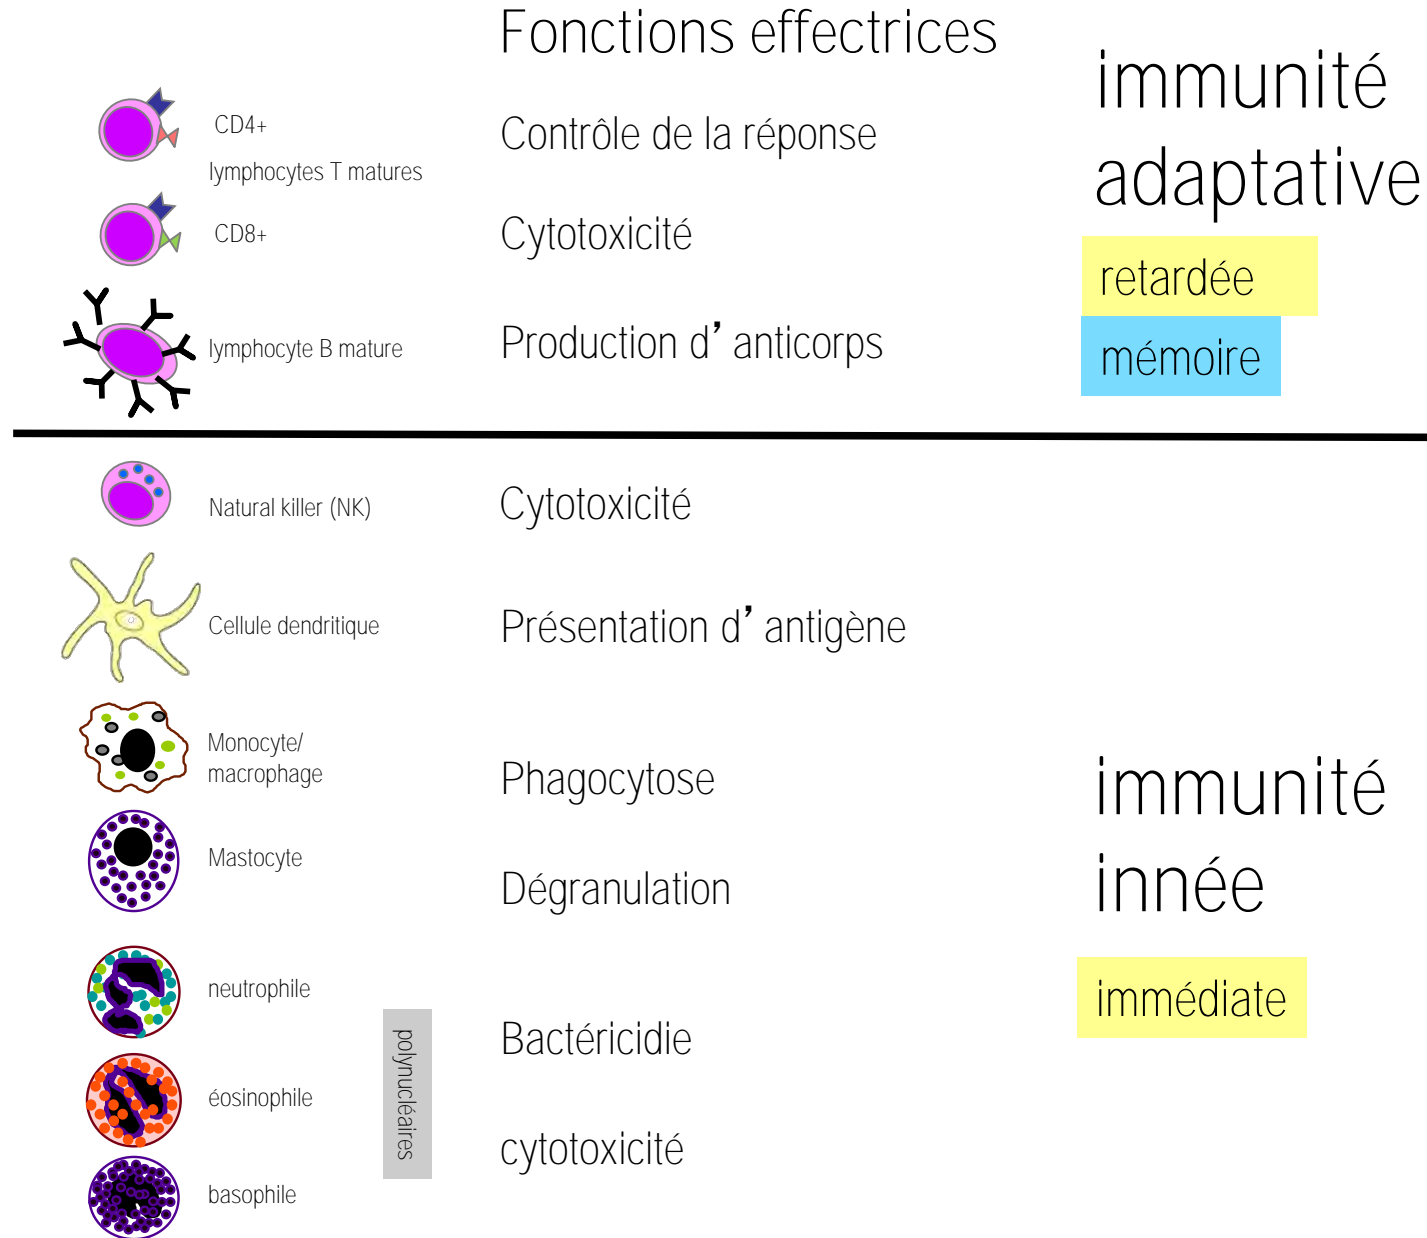 Fonctions effectrices
immunité
adaptative
CD4+
Contrôle de la réponse
lymphocytes T matures
CD8+
Cytotoxicité
retardée
lymphocyte B mature
Production d’ anticorps
mémoire
Natural killer (NK)
Cytotoxicité
Cellule dendritique
Présentation d’ antigène
Monocyte/
macrophage
Phagocytose
immunité
innée
Mastocyte
Dégranulation
neutrophile
immédiate
polynucléaires
Bactéricidie
éosinophile
cytotoxicité
basophile